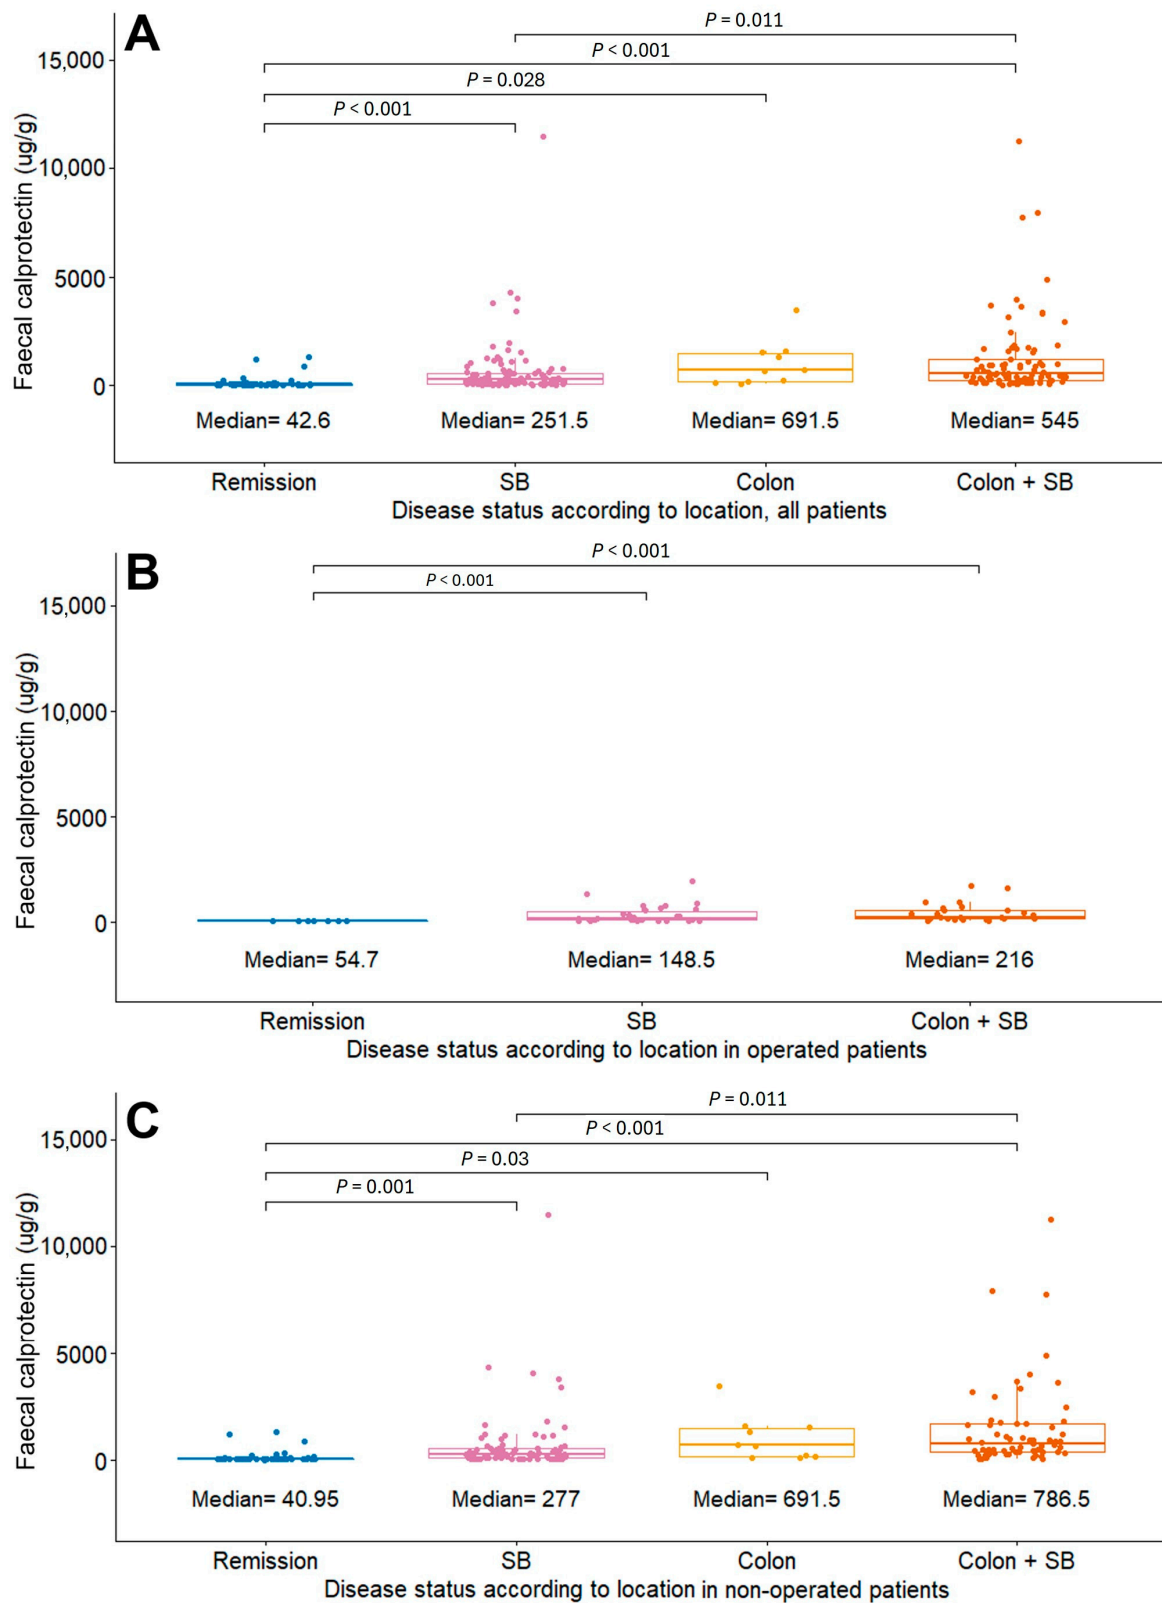 A
P = 0.011
P < 0.001
P = 0.028
P < 0.001
15,000
10,000
5000
0
Faecal calprotectin (ug/g)
Median= 42.6 Median= 251.5 Median= 691.5 Median= 545
Remission SB Colon Colon + SB
Disease status according to location, all patients
B
P < 0.001
P < 0.001
15,000
10,000
5000
0
Faecal calprotectin (ug/g)
Median= 54.7 Median= 148.5 Median= 216
Remission SB Colon + SB
Disease status according to location in operated patients
C
P = 0.011
P < 0.001
P = 0.03
P = 0.001
15,000
10,000
5000
0
Faecal calprotectin (ug/g)
Median= 40.95 Median= 277 Median= 691.5 Median= 786.5
Remission SB Colon Colon + SB
Disease status according to location in non-operated patients